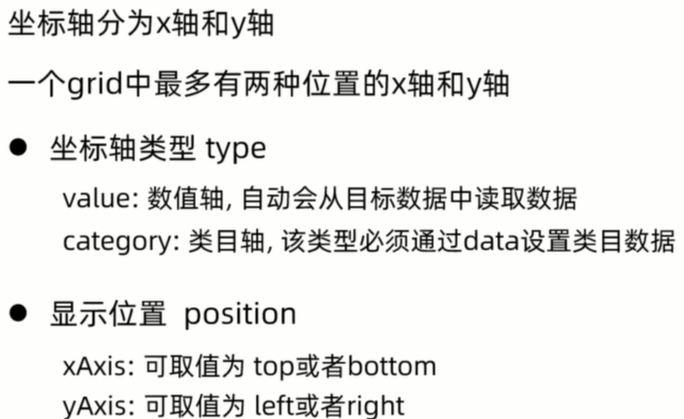 坐标轴分为x轴和y轴
一个grid中最多有两种位置的x轴和y轴
● 坐标轴类型 type
value: 数值轴, 自动会从目标数据中读取数据
category: 类目轴, 该类型必须通过data设置类目数据
● 显示位置 position
xAxis: 可取值为 top或者bottom
yAxis: 可取值为 left或者right